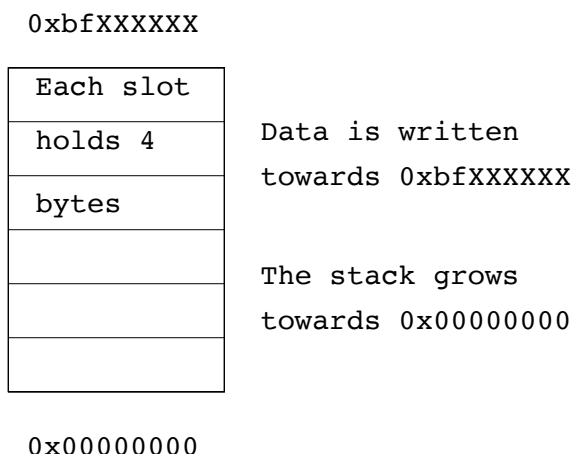 0xbfXXXXXX
Each slot
holds 4
bytes
Data is written
towards 0xbfXXXXXX
The stack grows
towards 0x00000000
0x00000000